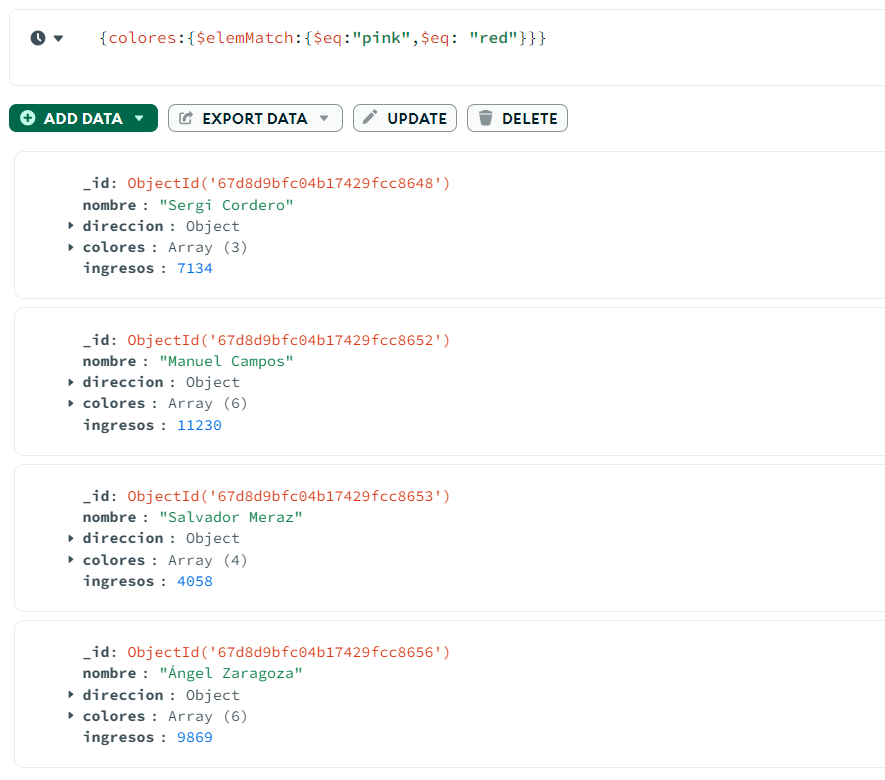 {colores:{$elemMatch:{$eq:"pink",$eq: "red"}}}
ADD DATA EXPORT DATA UPDATE DELETE
_id: ObjectId('67d8d9bfc04b17429fcc8648')
nombre : "Sergi Cordero"
direccion : Object
colores : Array (3)
ingresos : 7134
_id: ObjectId('67d8d9bfc04b17429fcc8652')
nombre : "Manuel Campos"
direccion : Object
colores : Array (6)
ingresos : 11230
_id: ObjectId('67d8d9bfc04b17429fcc8653')
nombre : "Salvador Meraz"
direccion : Object
colores : Array (4)
ingresos : 4058
_id: ObjectId('67d8d9bfc04b17429fcc8656')
nombre : "Ángel Zaragoza"
direccion : Object
colores : Array (6)
ingresos : 9869